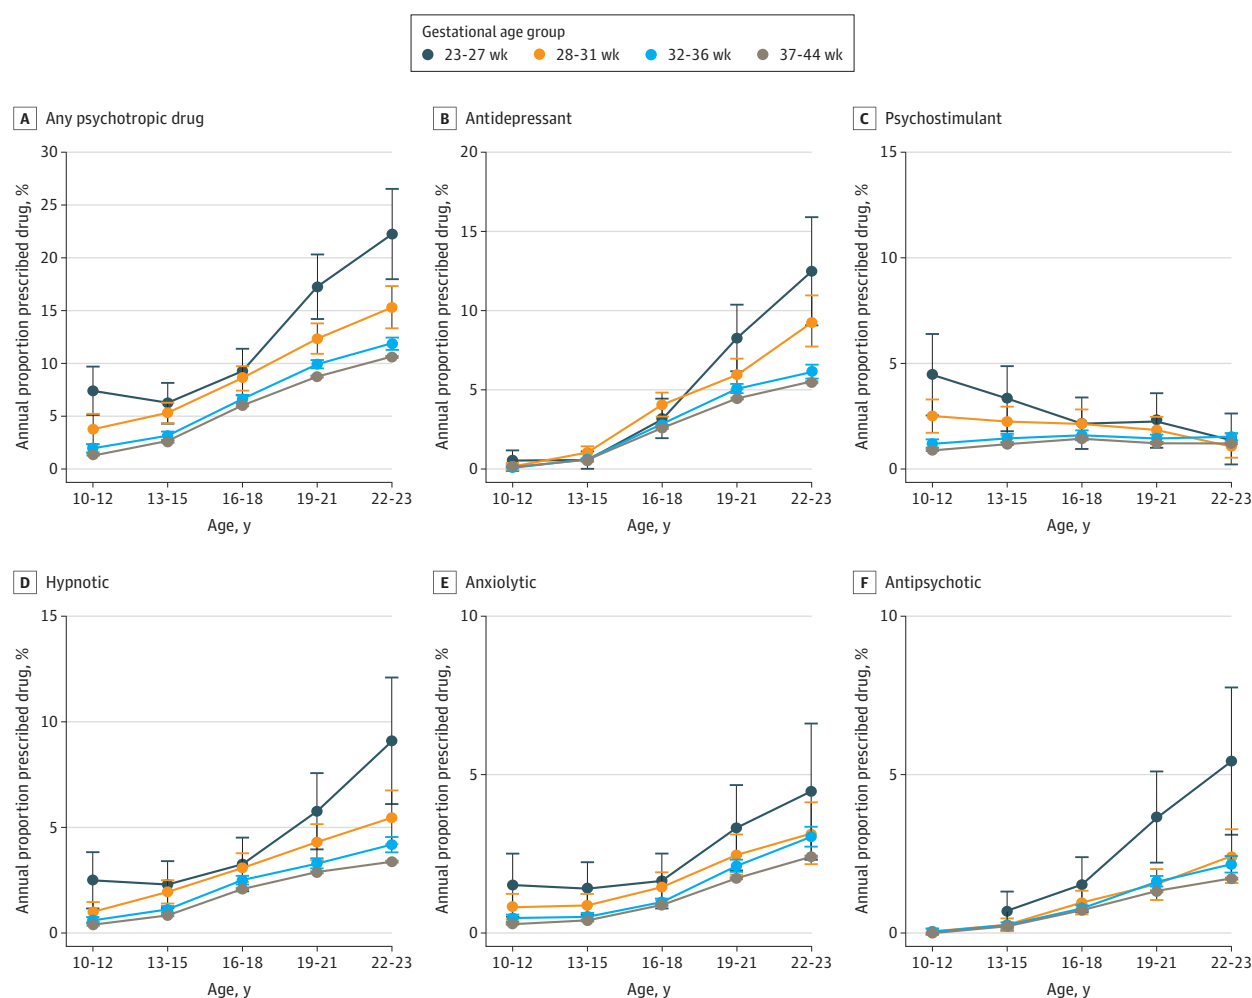 Gestational age group
23-27 wk 28-31 wk 32-36 wk 37-44 wk
A Any psychotropic drug
Annual proportion prescribed drug, %
30
25
20
15
10
5
0
10-12 13-15 16-18 19-21 22-23
Age, y
B Antidepressant
Annual proportion prescribed drug, %
20
15
10
5
0
10-12 13-15 16-18 19-21 22-23
Age, y
C Psychostimulant
Annual proportion prescribed drug, %
15
10
5
0
10-12 13-15 16-18 19-21 22-23
Age, y
D Hypnotic
Annual proportion prescribed drug, %
15
10
5
0
10-12 13-15 16-18 19-21 22-23
Age, y
E Anxiolytic
Annual proportion prescribed drug, %
10
5
0
10-12 13-15 16-18 19-21 22-23
Age, y
F Antipsychotic
Annual proportion prescribed drug, %
10
5
0
10-12 13-15 16-18 19-21 22-23
Age, y